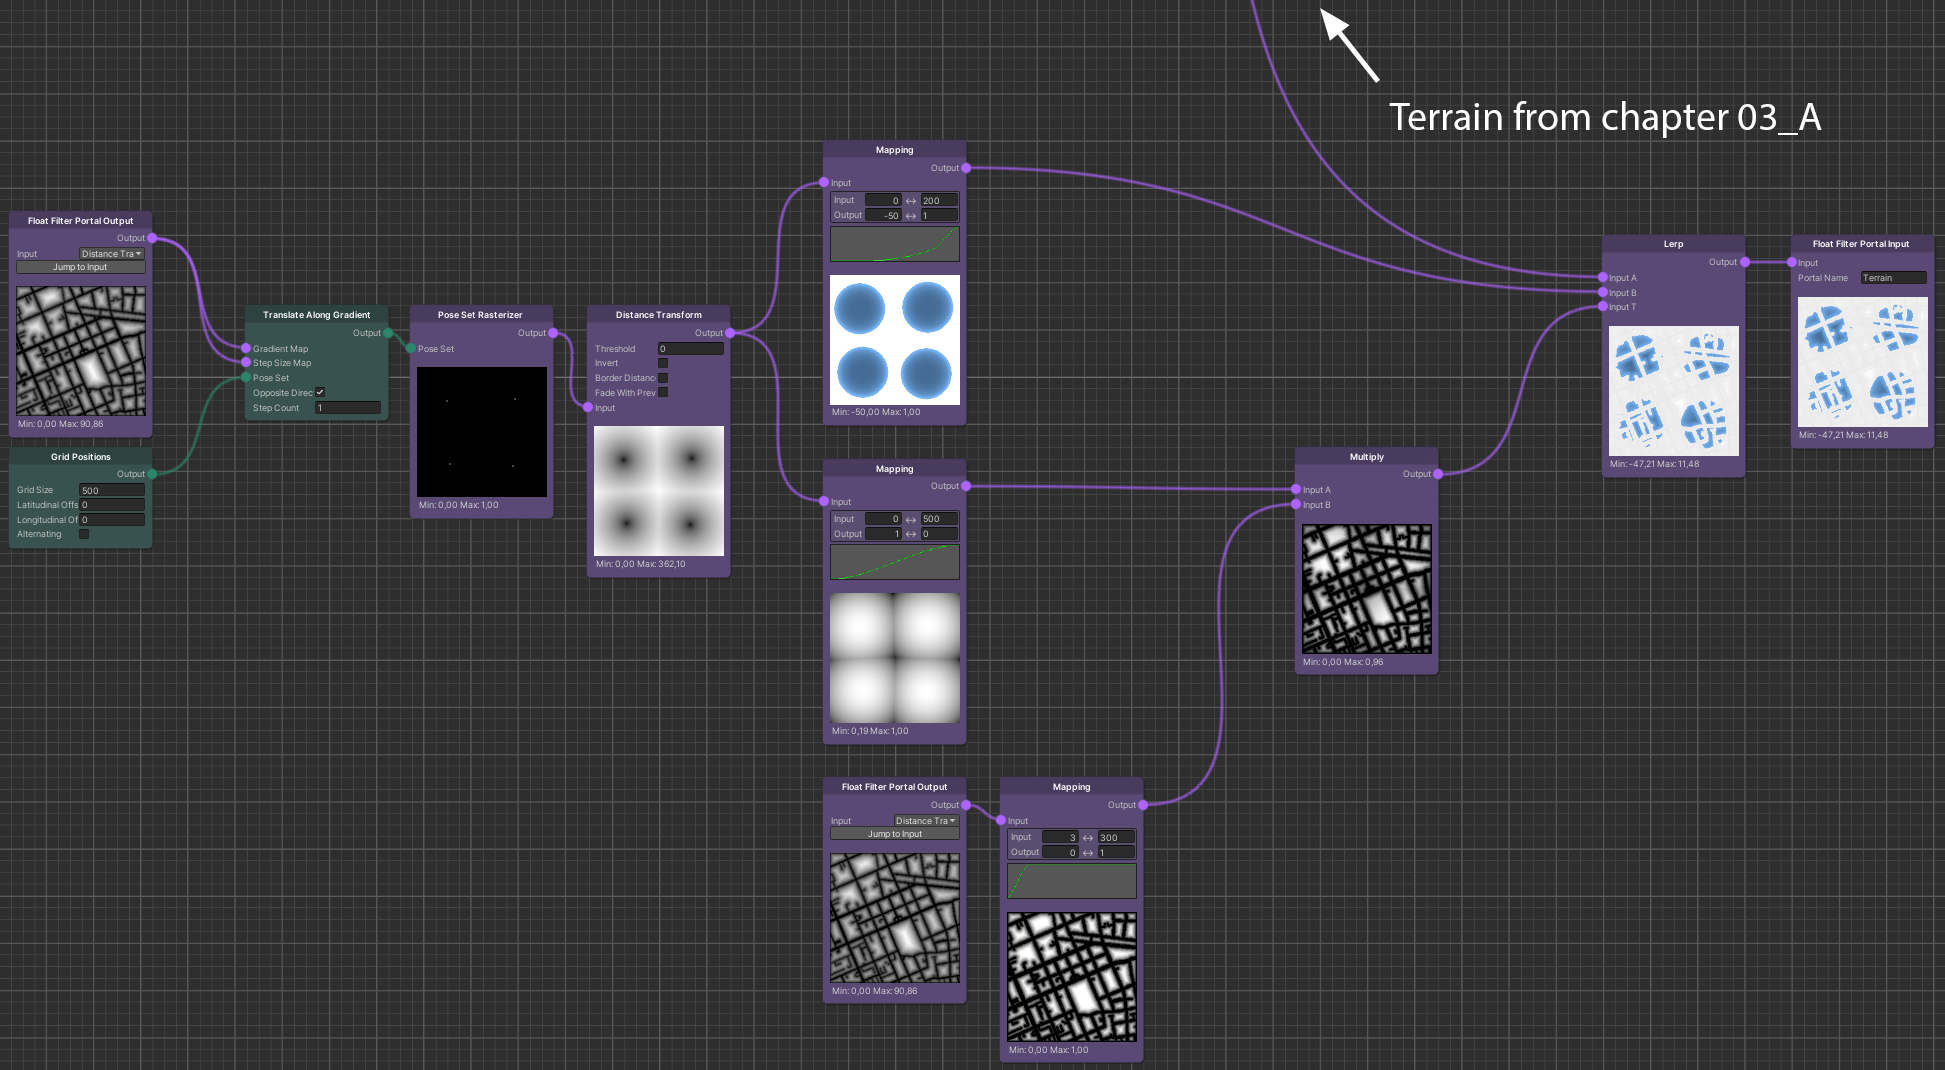 Terrain from chapter 03_A
Float Filter Portal Output
Output
Input Distance Tra
Jump to Input
Min: 0,00 Max: 90,86
Grid Positions
Output
Grid Size 500
Latitudinal Offs 0
Longitudinal Of 0
Alternating
Translate Along Gradient
Output
Gradient Map
Step Size Map
Pose Set
Opposite Direc
Step Count 1
Pose Set Rasterizer
Output
Pose Set
Min: 0,00 Max: 1,00
Distance Transform
Output
Threshold 0
Invert
Border Distanc
Fade With Prev
Input
Min: 0,00 Max: 362,10
Mapping
Output
Input
Input 0 ↔ 200
Output -50 ↔ 1
Min: -50,00 Max: 1,00
Mapping
Output
Input
Input 0 ↔ 500
Output 1 ↔ 0
Min: 0,19 Max: 1,00
Float Filter Portal Output
Output
Input Distance Tra
Jump to Input
Min: 0,00 Max: 90,86
Mapping
Output
Input
Input 3 ↔ 300
Output 0 ↔ 1
Min: 0,00 Max: 1,00
Multiply
Output
Input A
Input B
Min: 0,00 Max: 0,96
Lerp
Output
Input A
Input B
Input T
Min: -47,21 Max: 11,48
Float Filter Portal Input
Input
Portal Name Terrain
Min: -47,21 Max: 11,48